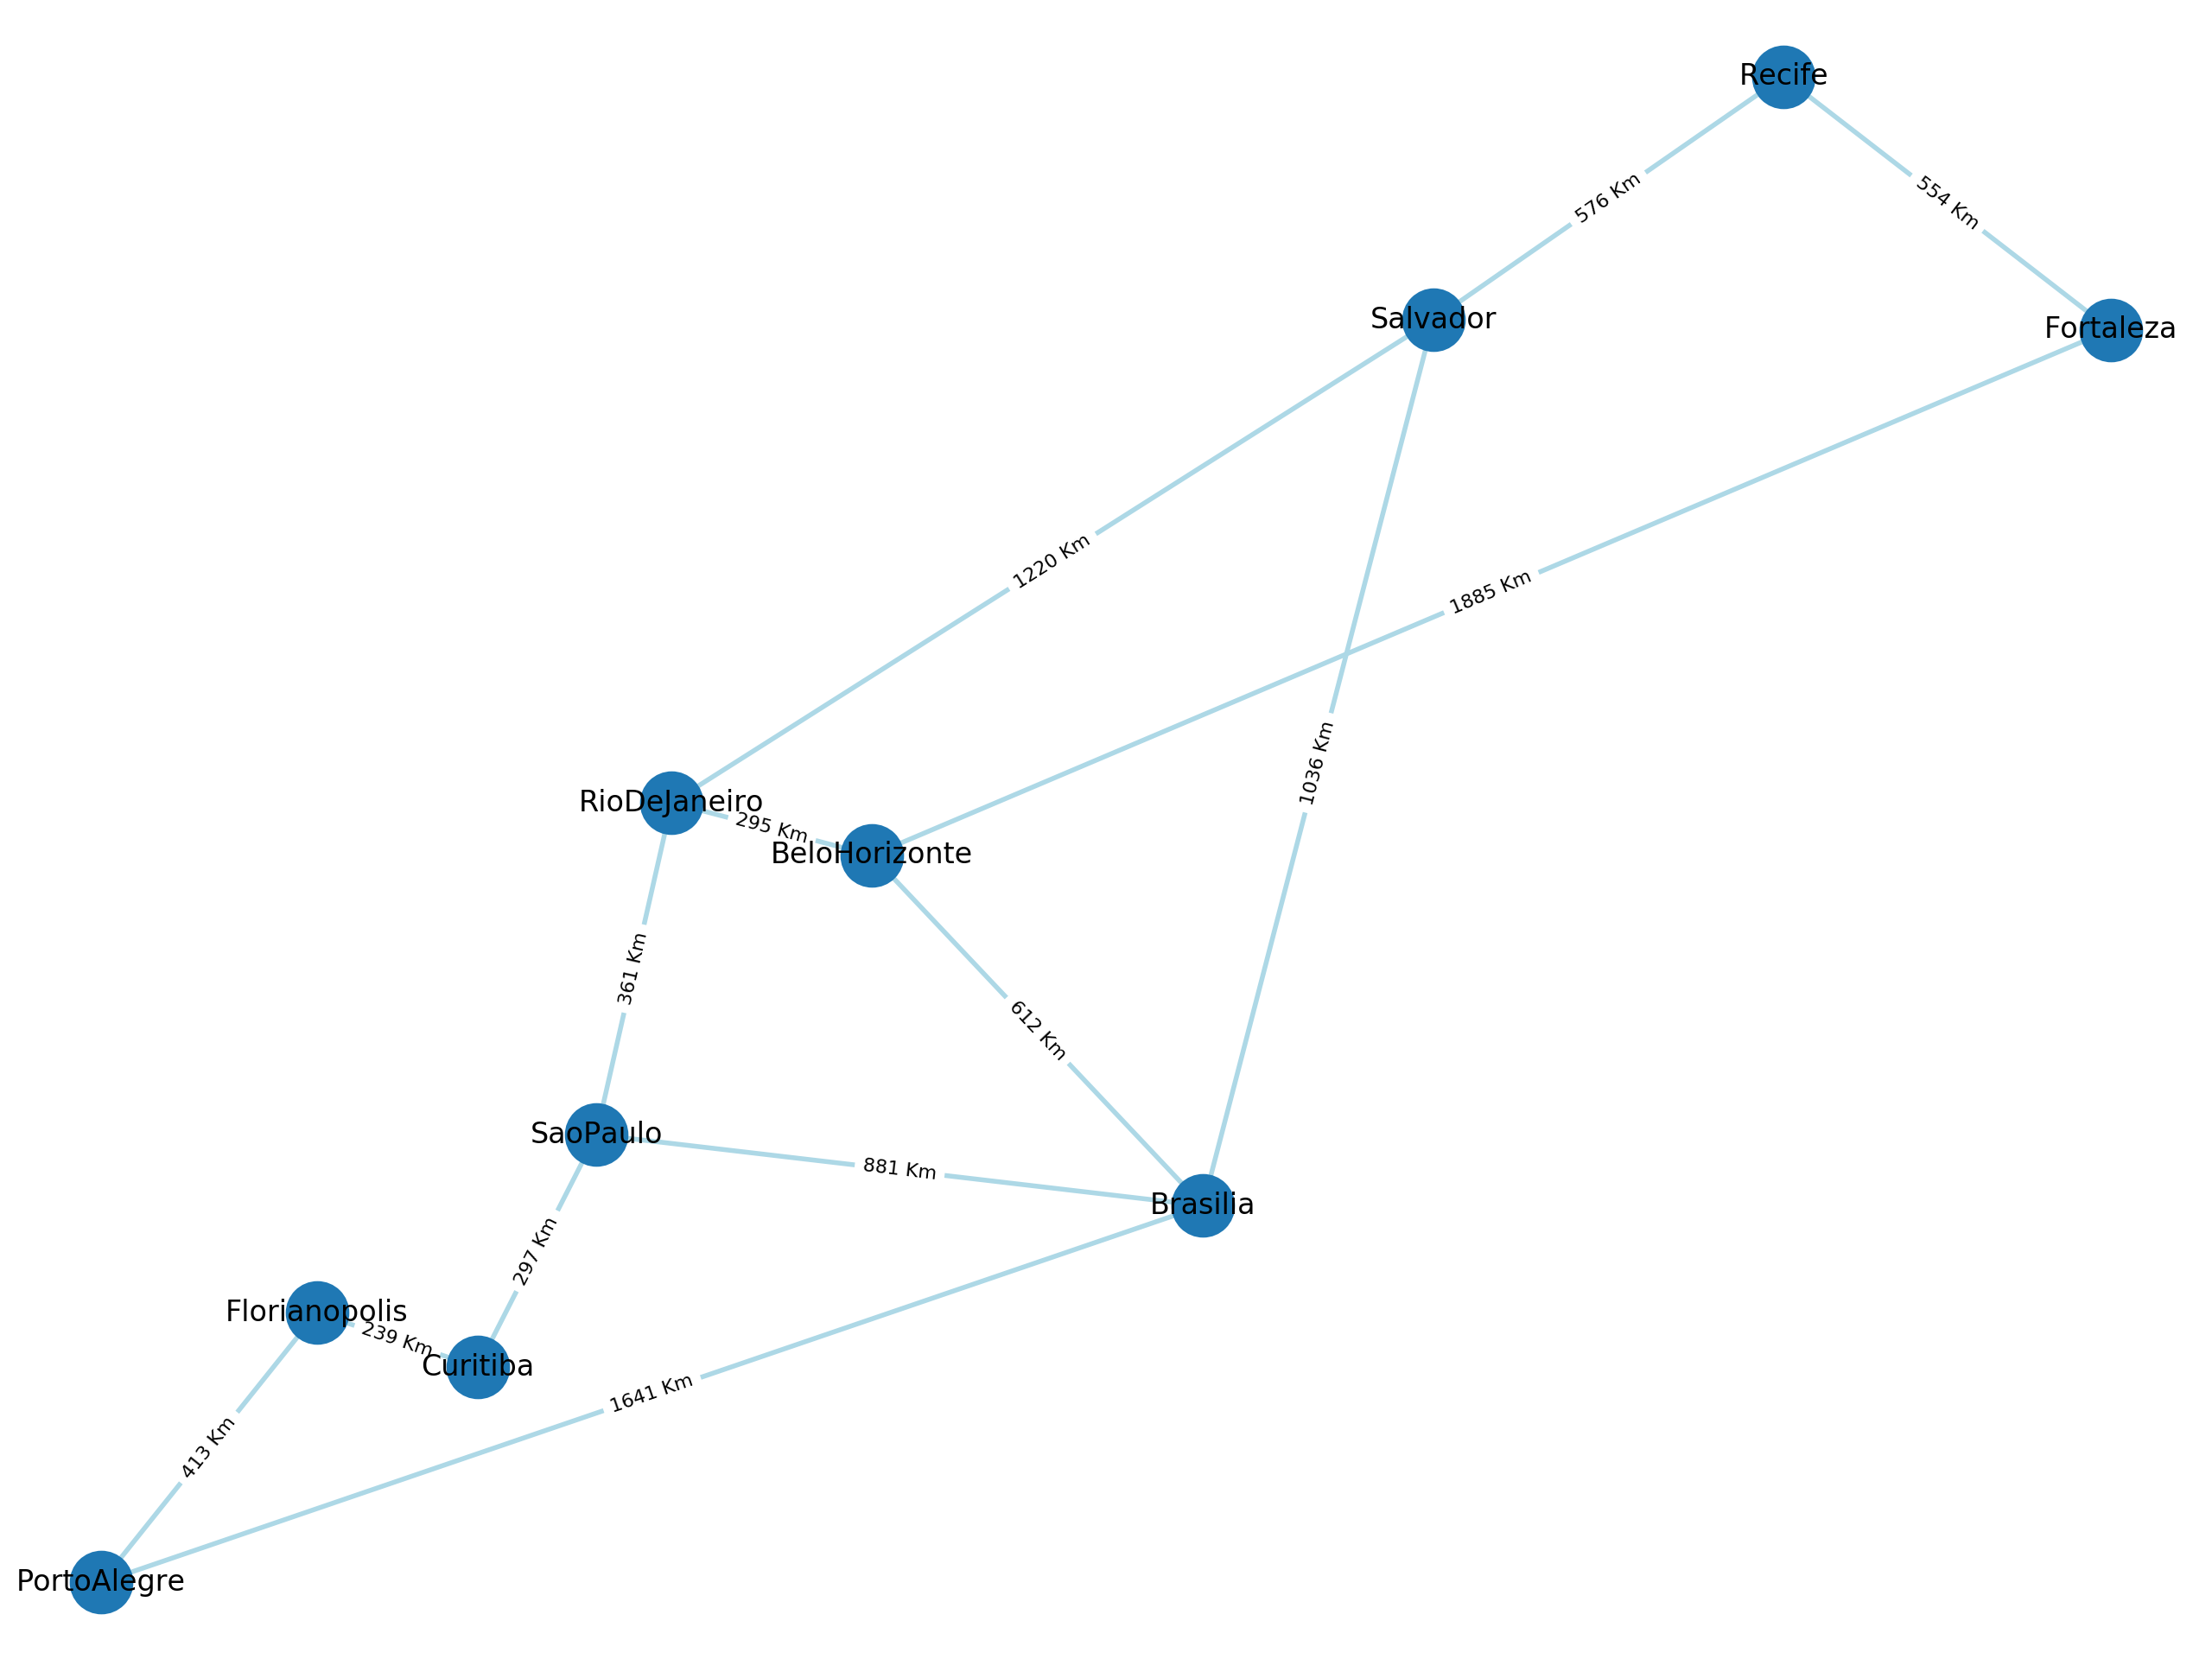 Recife
576 Km
554 Km
Salvador
Fortaleza
1220 Km
1885 Km
1036 Km
RioDeJaneiro
295 Km
BeloHorizonte
361 Km
612 Km
SaoPaulo
881 Km
Brasilia
297 Km
Florianopolis
239 Km
Curitiba
1641 Km
413 Km
PortoAlegre